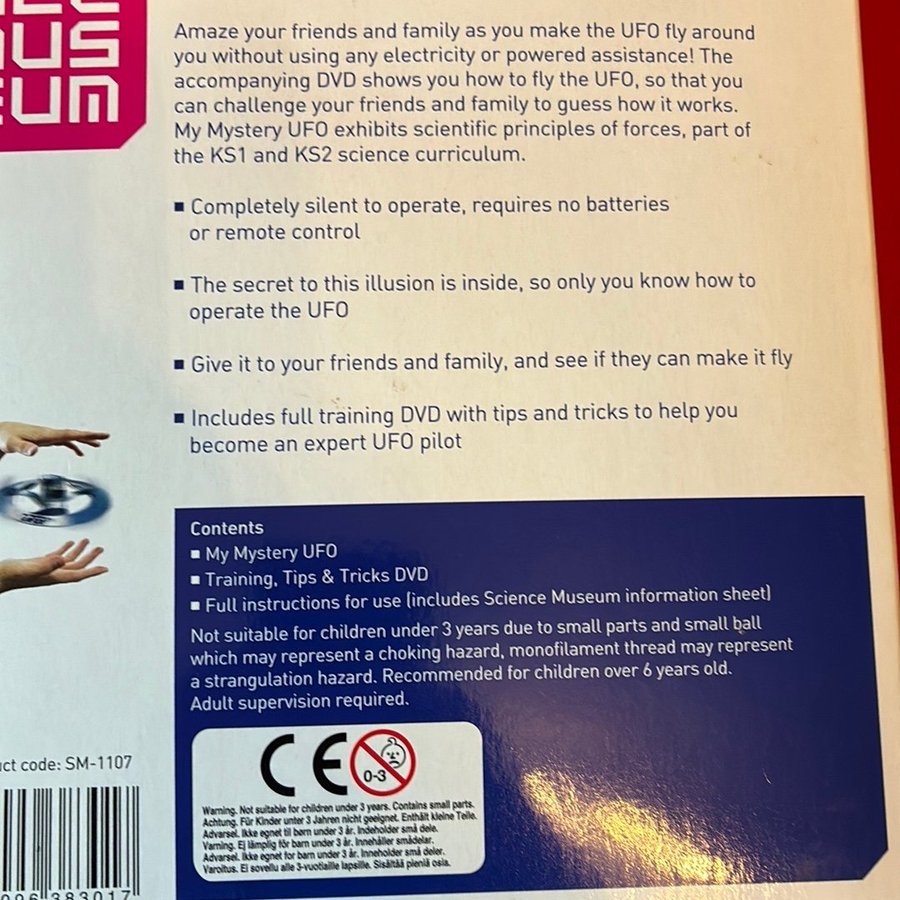 Amaze your friends and family as you make the UFO fly around
you without using any electricity or powered assistance! The
accompanying DVD shows you how to fly the UFO, so that you
can challenge your friends and family to guess how it works.
My Mystery UFO exhibits scientific principles of forces, part of
the KS1 and KS2 science curriculum.
■ Completely silent to operate, requires no batteries
or remote control
■ The secret to this illusion is inside, so only you know how to
operate the UFO
■ Give it to your friends and family, and see if they can make it fly
■ Includes full training DVD with tips and tricks to help you
become an expert UFO pilot
Contents
■ My Mystery UFO
■ Training, Tips & Tricks DVD
■ Full instructions for use (includes Science Museum information sheet)
Not suitable for children under 3 years due to small parts and small ball
which may represent a choking hazard, monofilament thread may represent
a strangulation hazard. Recommended for children over 6 years old.
Adult supervision required.
CE
0-3
Warning. Not suitable for children under 3 years. Contains small parts.
Achtung. Für Kinder unter 3 Jahren nicht geeignet. Enthält kleine Teile.
Advarsel. Ikke egnet til børn under 3 år. Indeholder små dele.
Varning. Ej lämplig för barn under 3 år. Innehåller smådelar.
Advarsel. Ikke egnet for barn under 3 år. Inneholder små deler.
Varoitus. Ei sovellu alle 3-vuotiaille lapsille. Sisältää pieniä osia.
code: SM-1107
383017